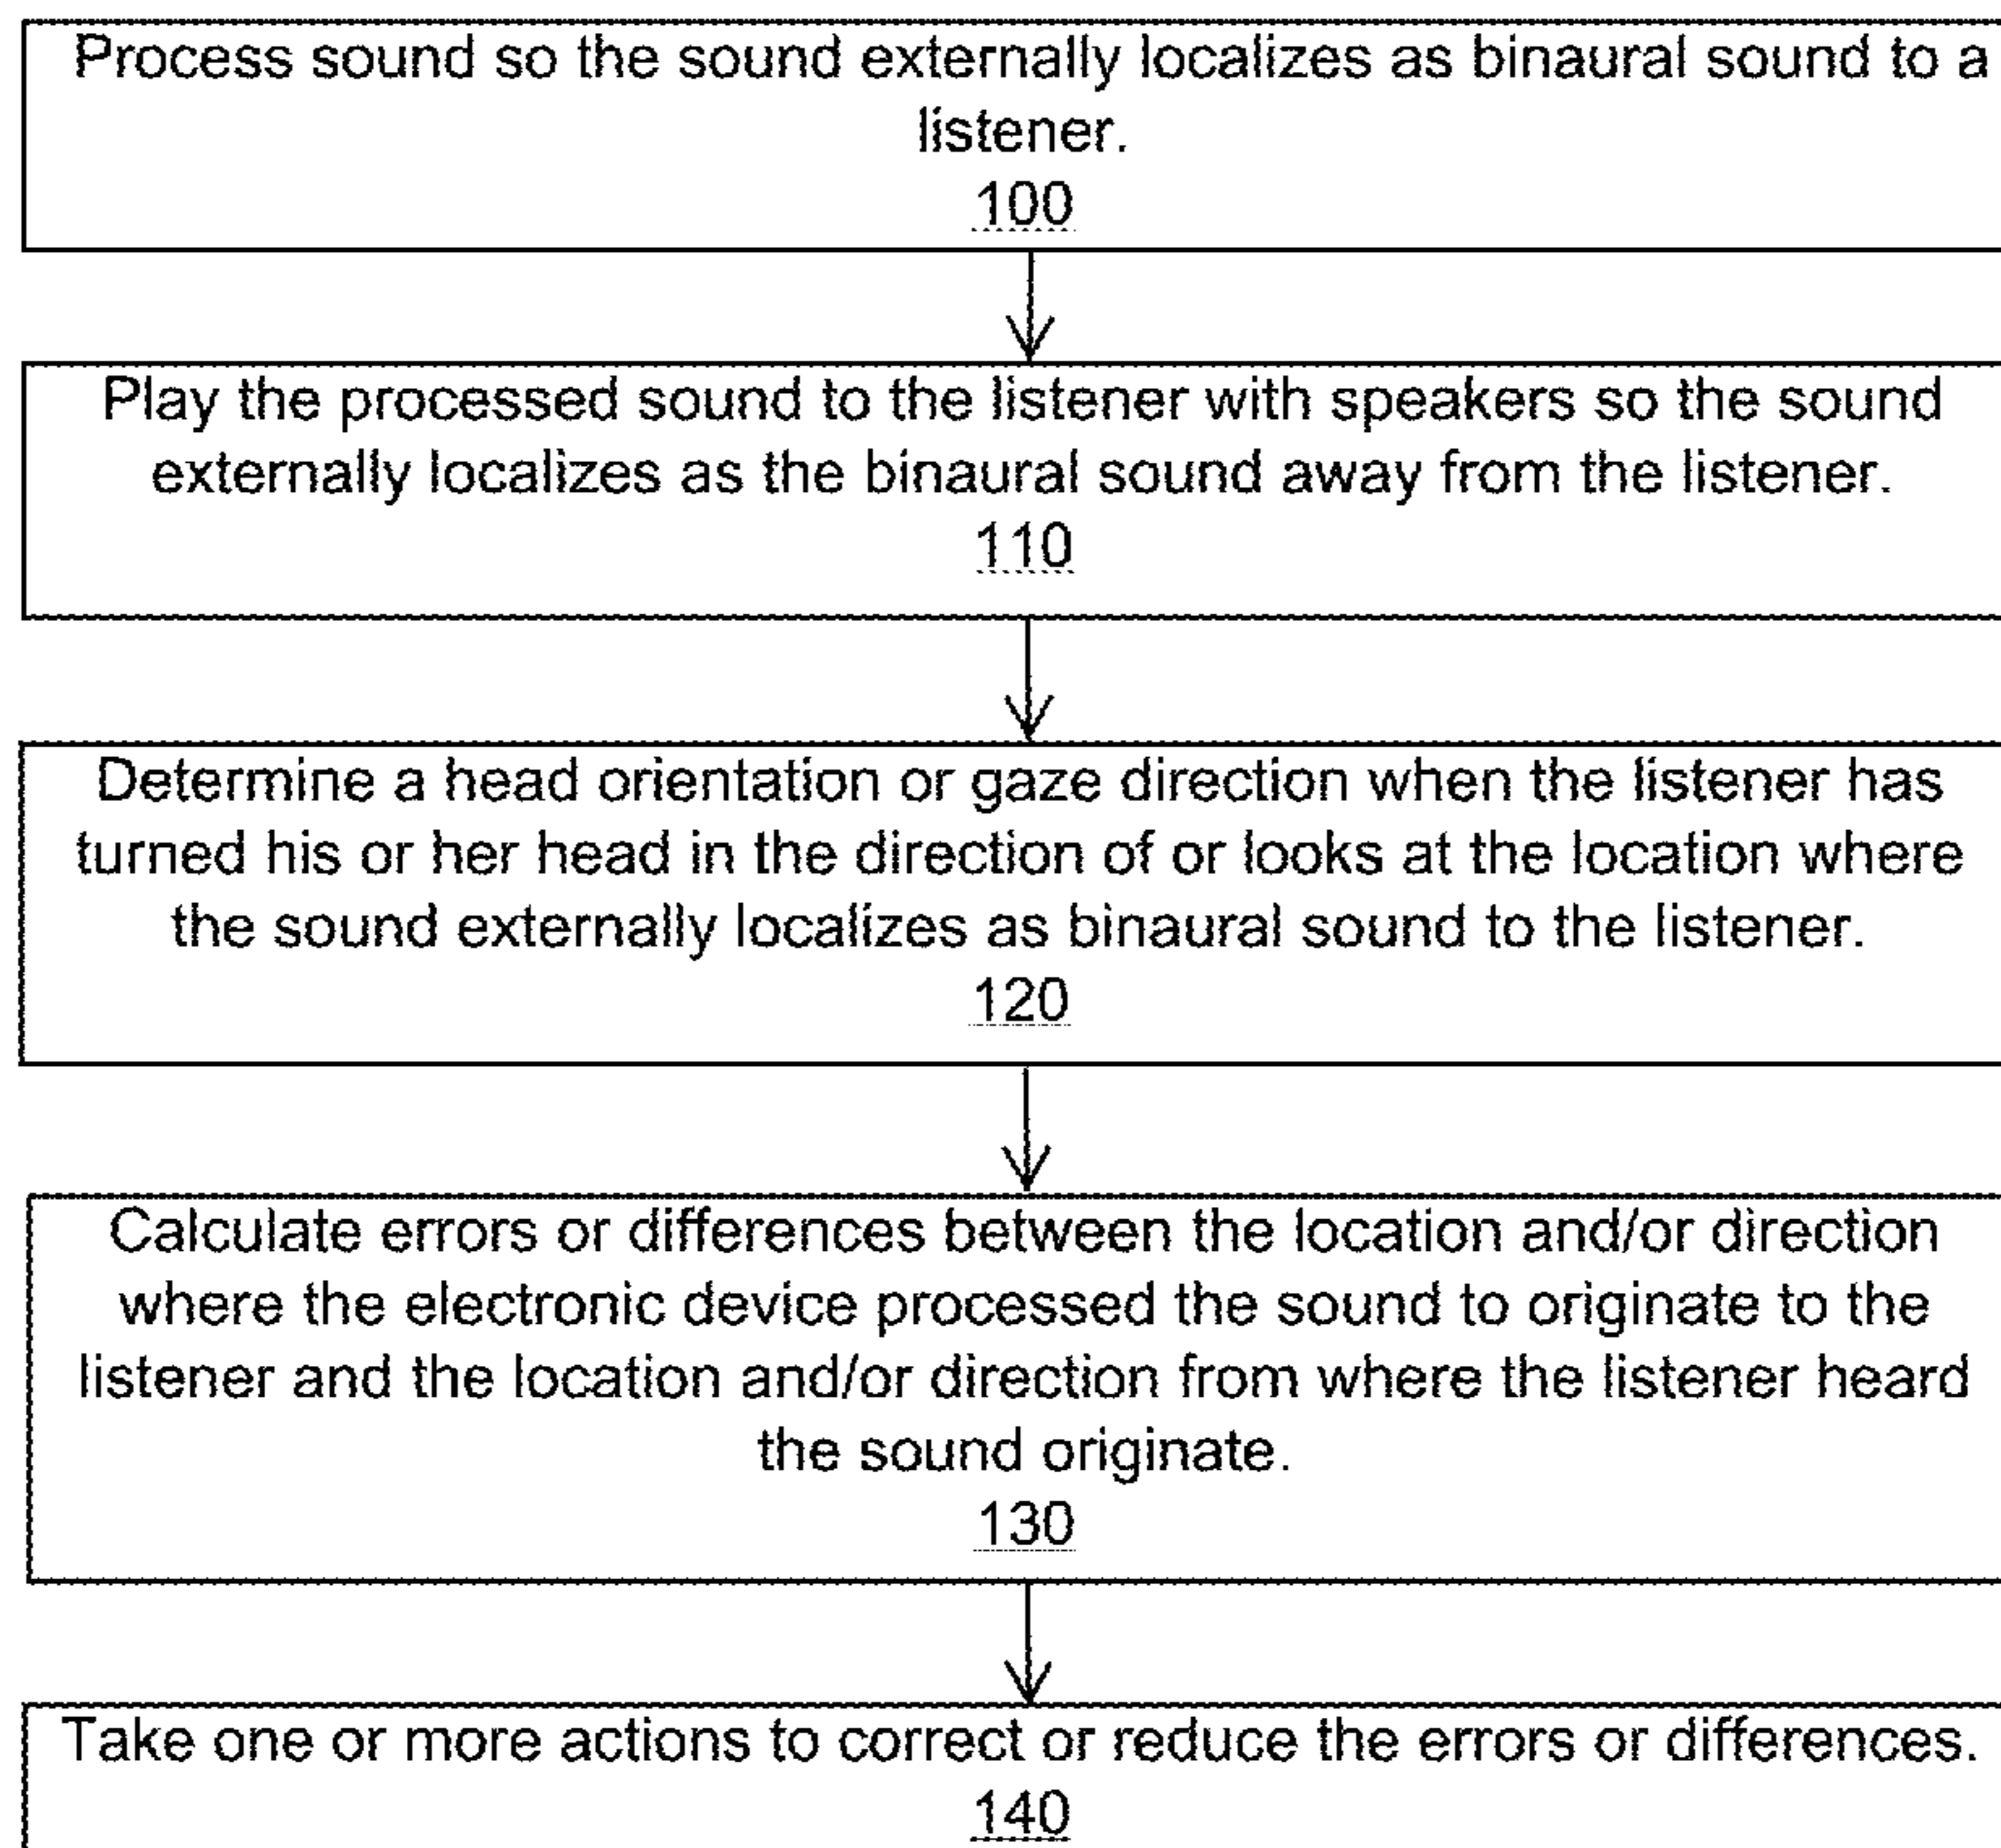 Process sound so the sound externally localizes as binaural sound to a
listener.
100
Play the processed sound to the listener with speakers so the sound
externally localizes as the binaural sound away from the listener.
110
Determine a head orientation or gaze direction when the listener has
turned his or her head in the direction of or looks at the location where
the sound externally localizes as binaural sound to the listener.
120
Calculate errors or differences between the location and/or direction
where the electronic device processed the sound to originate to the
listener and the location and/or direction from where the listener heard
the sound originate.
130
Take one or more actions to correct or reduce the errors or differences.
140